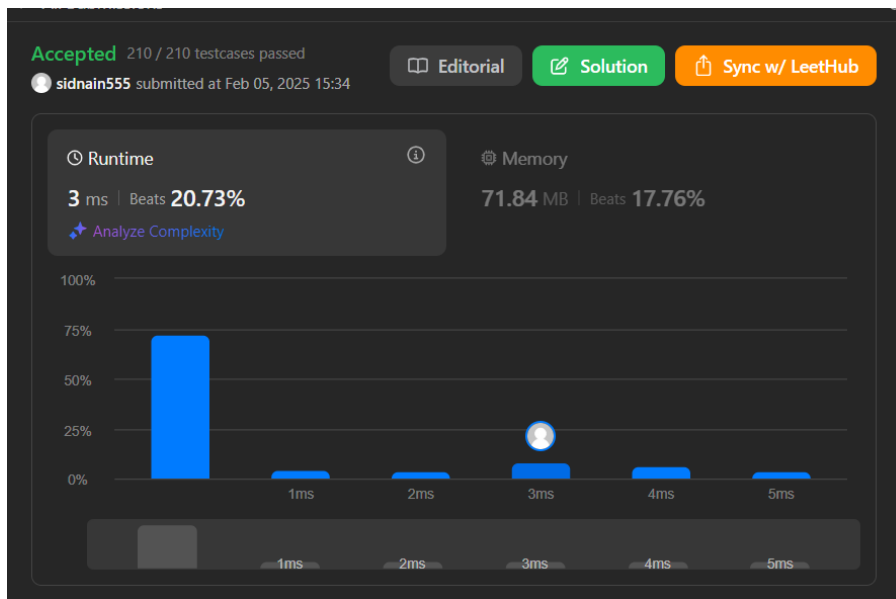 Accepted 210 / 210 testcases passed
Editorial
Solution
Sync w/ LeetHub
sidnain555 submitted at Feb 05, 2025 15:34
Runtime
3 ms | Beats 20.73%
Analyze Complexity
Memory
71.84 MB | Beats 17.76%
100%
75%
50%
25%
0%
1ms 2ms 3ms 4ms 5ms
1ms 2ms 3ms 4ms 5ms